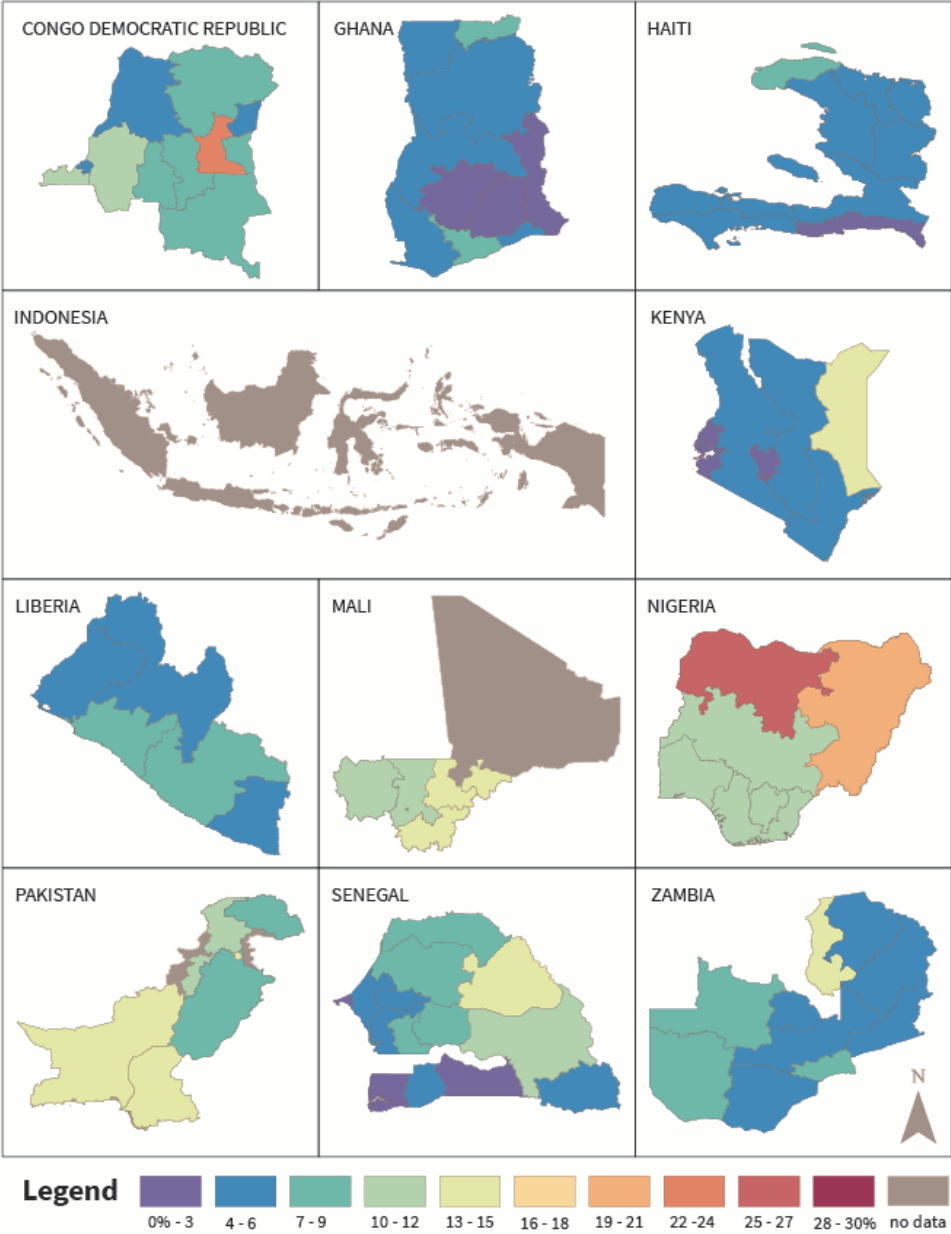 CONGO DEMOCRATIC REPUBLIC
GHANA
HAITI
INDONESIA
KENYA
LIBERIA
MALI
NIGERIA
PAKISTAN
SENEGAL
ZAMBIA
N
Legend
0% - 3
4 - 6
7 - 9
10 - 12
13 - 15
16 - 18
19 - 21
22 -24
25 - 27
28 - 30%
no data